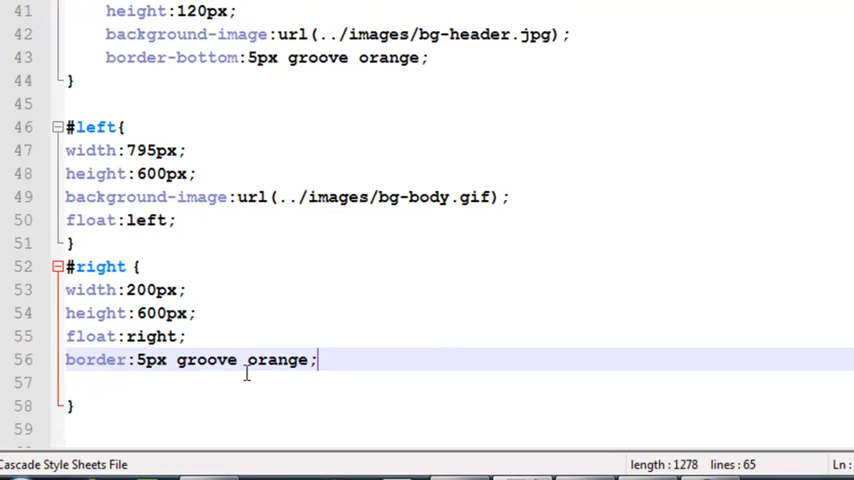 41 height:120px;
42 background-image:url(../images/bg-header.jpg);
43 border-bottom:5px groove orange;
44 }
45
46 #left{
47 width:795px;
48 height:600px;
49 background-image:url(../images/bg-body.gif);
50 float:left;
51 }
52 #right {
53 width:200px;
54 height:600px;
55 float:right;
56 border:5px groove orange;
57
58 }
59
Cascade Style Sheets File length : 1278 lines : 65 Ln :